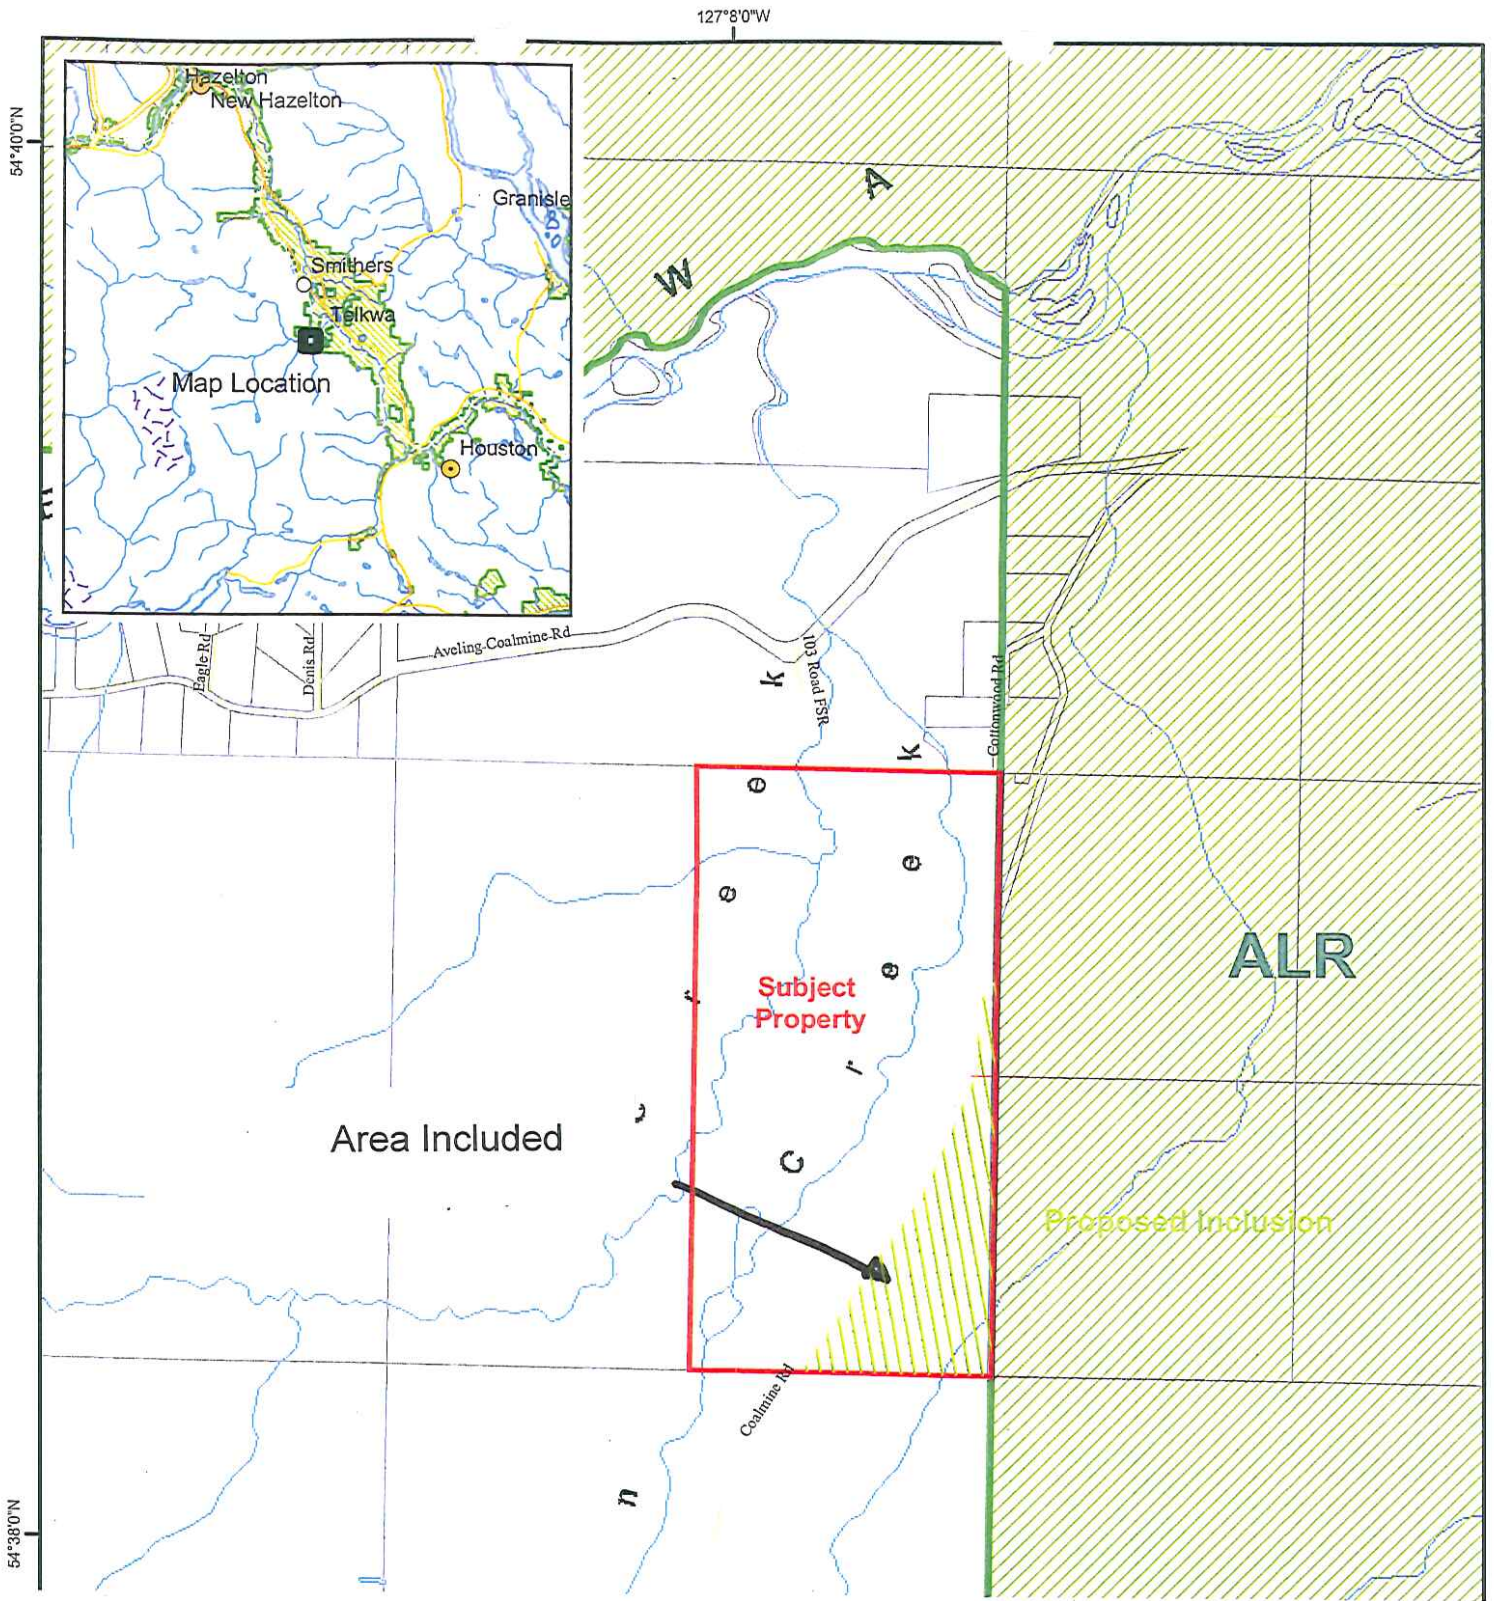 127°8'0"W
54°40'0"N
Hazelton
New Hazelton
Granisle
Smithers
Telkwa
Map Location
Houston
W
A
Eagle Rd
Denis Rd
Aveling-Coalmine Rd
103 Road FSR
Cottonwood Rd
k
k
e
e
e
e
r
r
C
n
Subject
Property
ALR
Area Included
Proposed Inclusion
Coalmine Rd
54°38'0"N